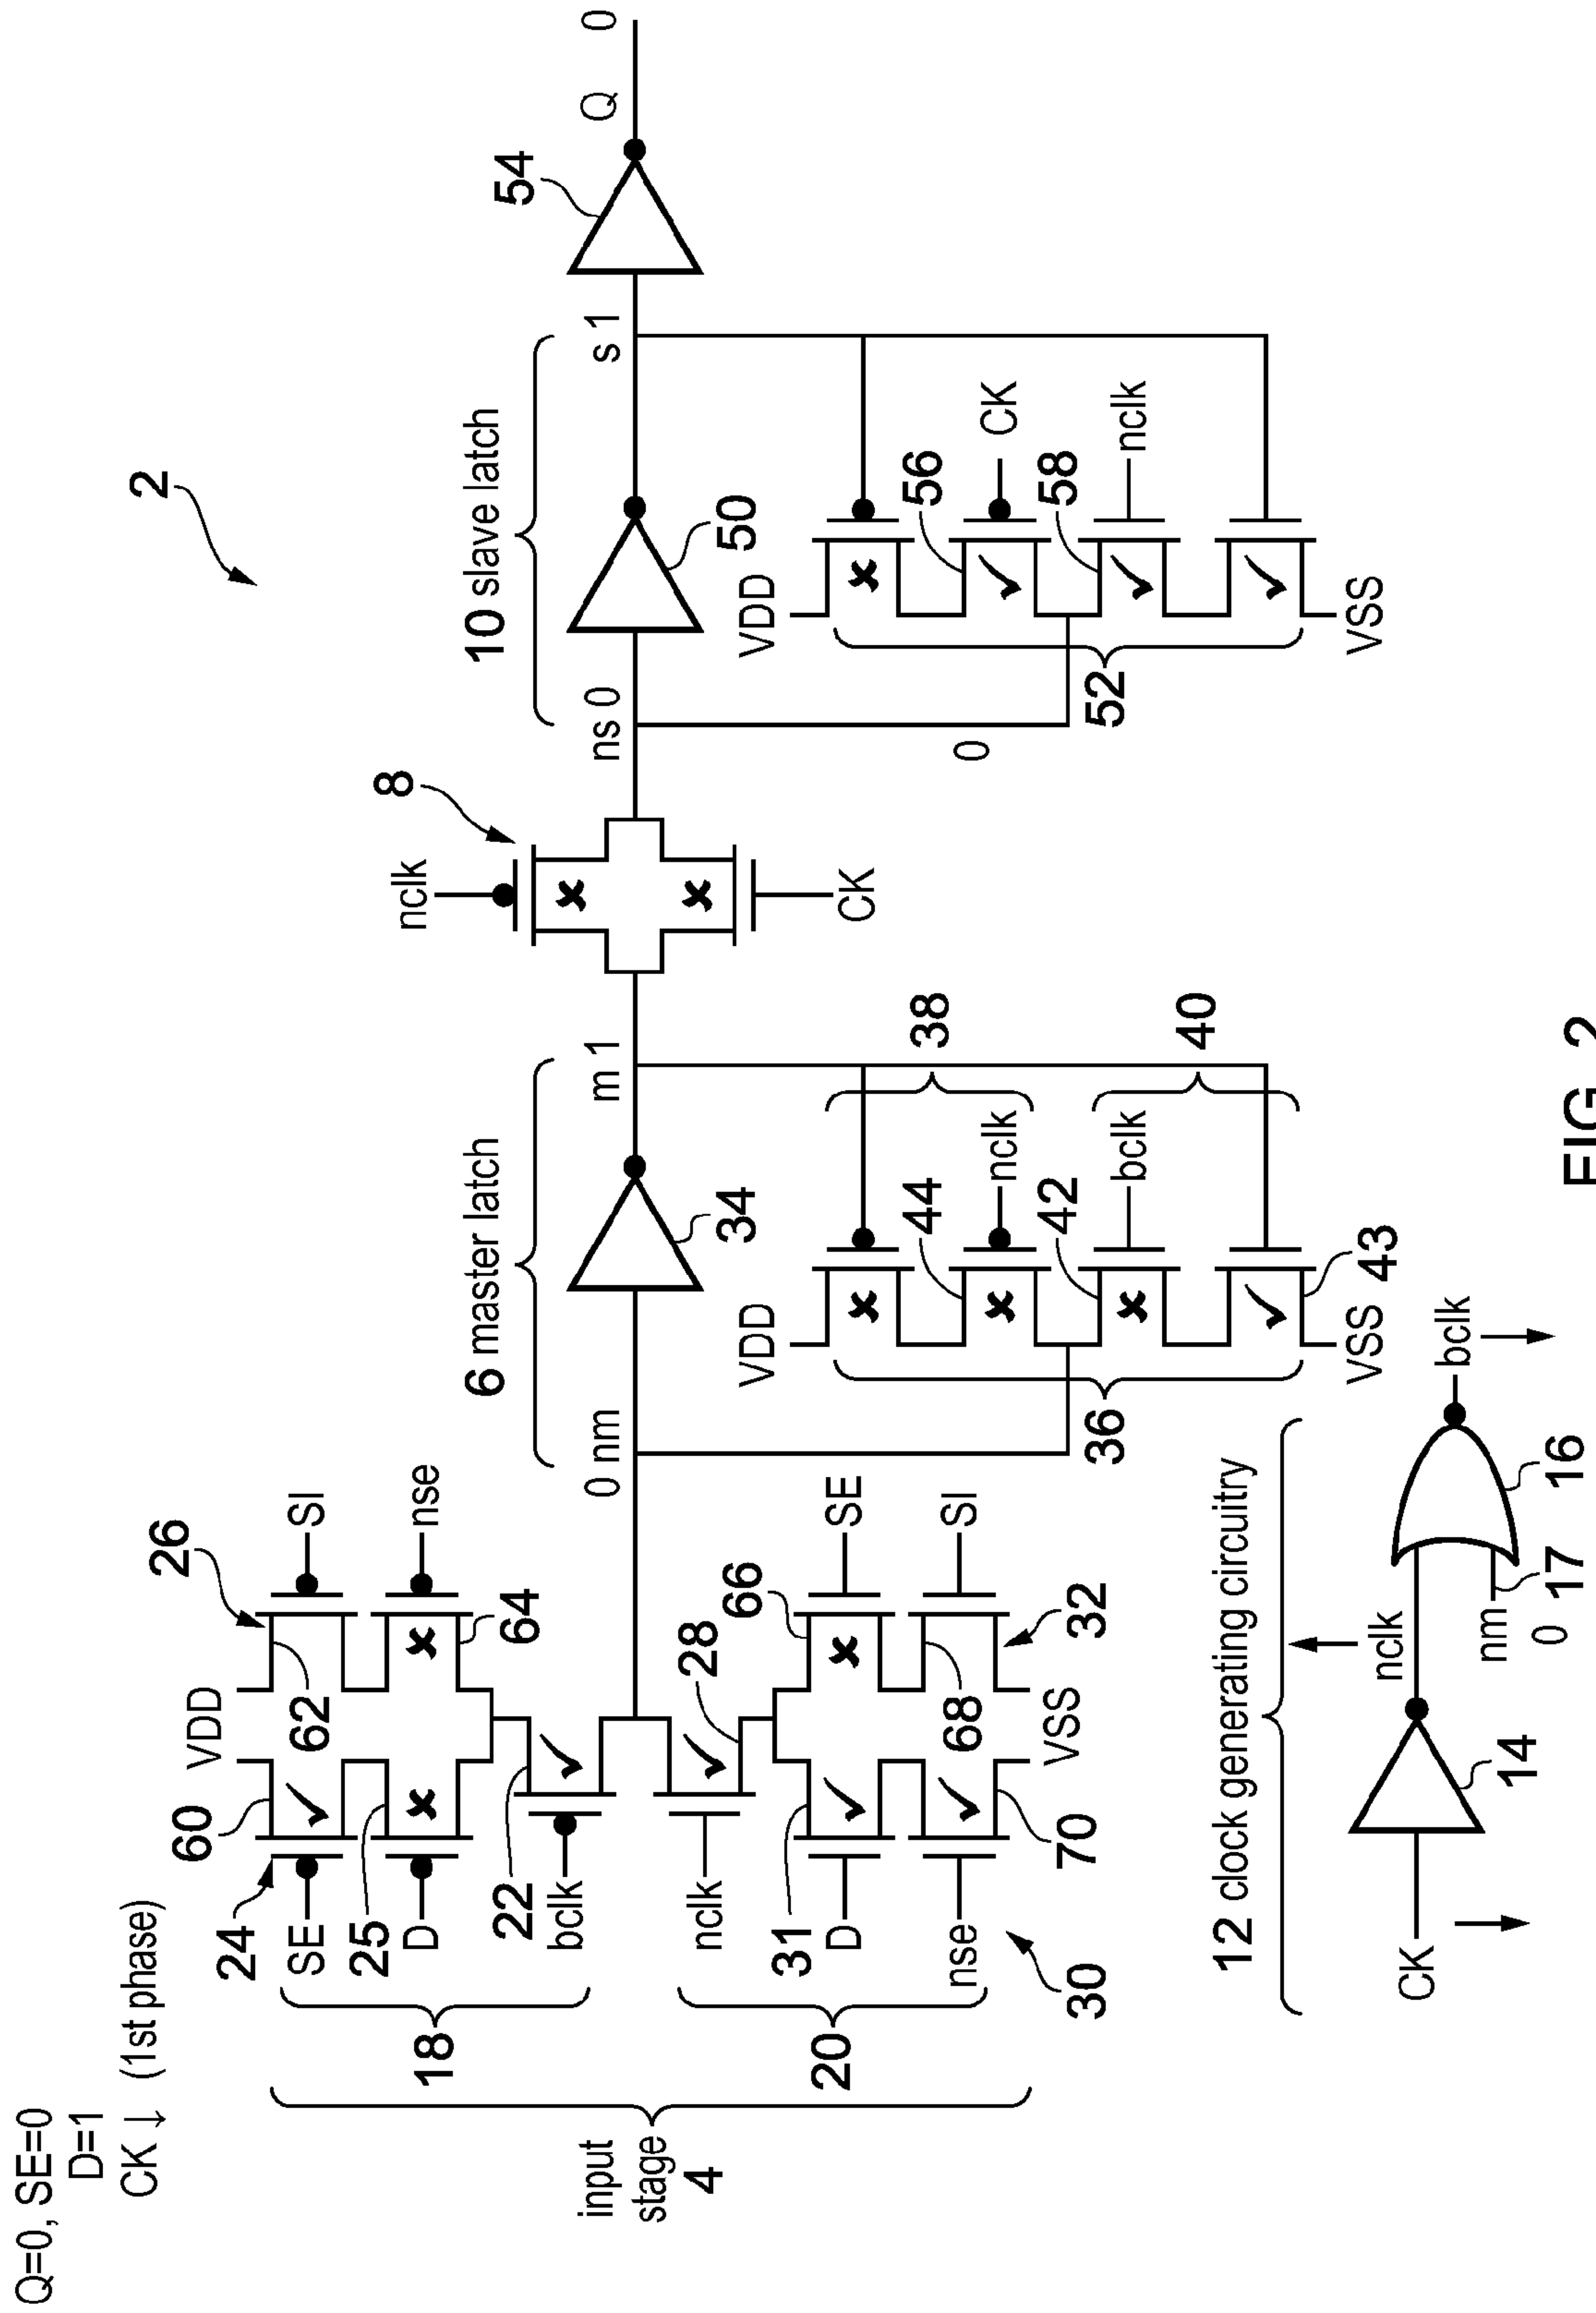 Q=0, SE=0
D=1
CK ↓ (1st phase)
2
input
stage
4
18
20
24
SE
60
VDD
26
SI
62
25
D
nse
64
22
bclk
nclk
28
66
SE
31
D
SI
68
32
nse
70
VSS
30
6 master latch
0 nm
m 1
34
VDD
38
44
nclk
42
bclk
40
36
43
VSS
8
nclk
CK
10 slave latch
ns 0
s 1
50
0
VDD
56
CK
58
nclk
52
VSS
54
Q 0
12 clock generating circuitry
CK
14
nclk
nm
0
17
16
bclk
FIG. 2